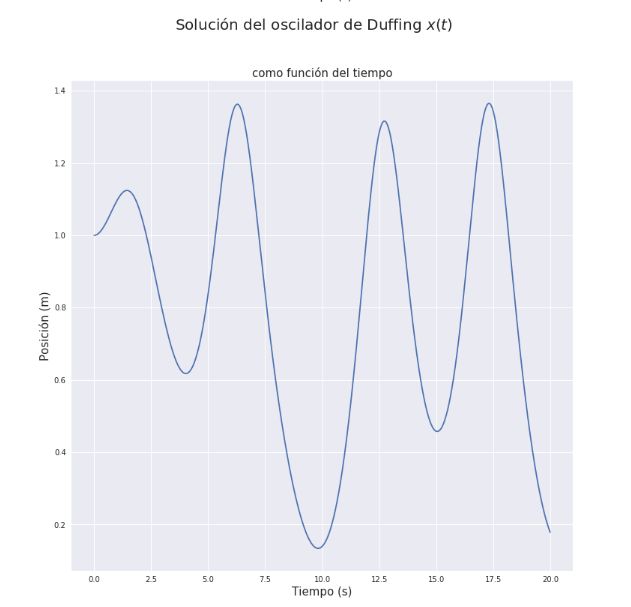 Solución del oscilador de Duffing x(t)
como función del tiempo
1.4
1.2
1.0
0.8
0.6
0.4
0.2
Posición (m)
0.0 2.5 5.0 7.5 10.0 12.5 15.0 17.5 20.0
Tiempo (s)